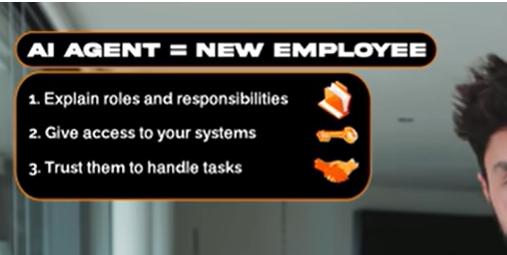 AI AGENT = NEW EMPLOYEE
1. Explain roles and responsibilities
2. Give access to your systems
3. Trust them to handle tasks